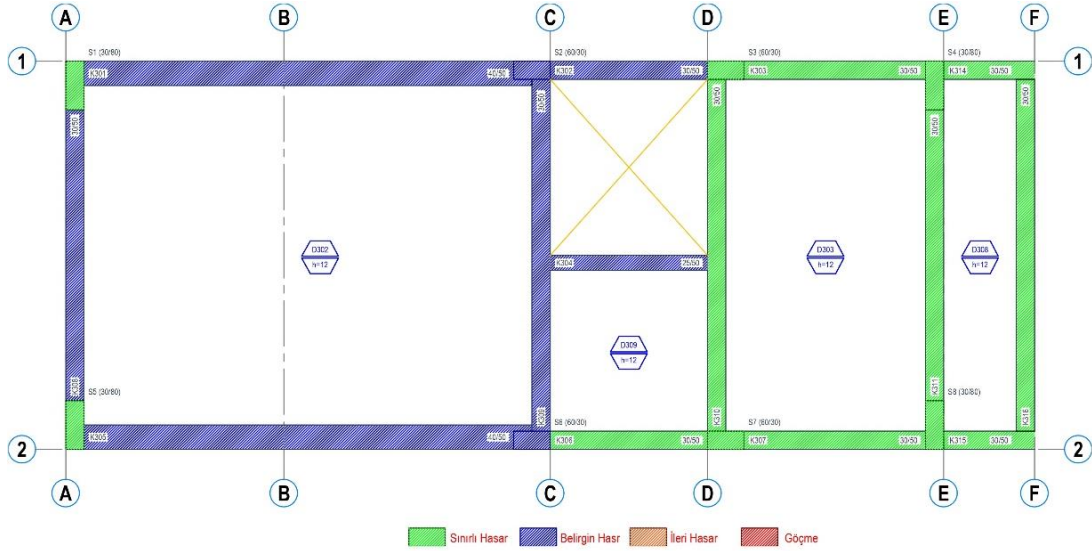 A B C D E F
S1 (30/80) S2 (60/30) S3 (60/30) S4 (30/80)
1 1
K301 40/50 K302 30/50 K303 30/50 K314 30/50
30/50 30/50 30/50 30/50 30/50
D302 D303 D308
h=12 h=12 h=12
K304 25/50
D309
h=12
K308 K309 K310 K311
S5 (30/80) S6 (60/30) S7 (60/30) S8 (30/80)
2 2
40/50 K306 30/50 K307 30/50 K315 30/50
A B C D E F
Sınırlı Hasar Belirgin Hasr İleri Hasar Göçme